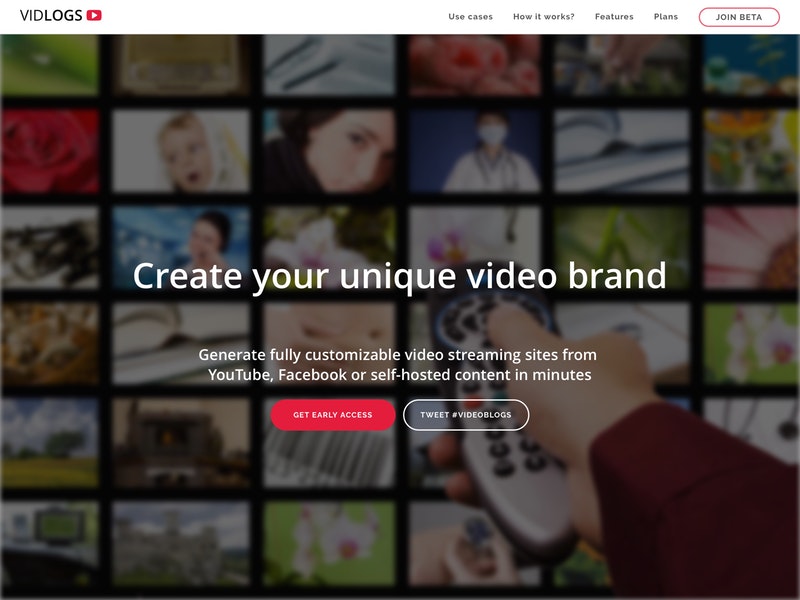 VIDLOGS
Use cases
How it works?
Features
Plans
JOIN BETA
Create your unique video brand
Generate fully customizable video streaming sites from
YouTube, Facebook or self-hosted content in minutes
GET EARLY ACCESS
TWEET #VIDEOBLOGS